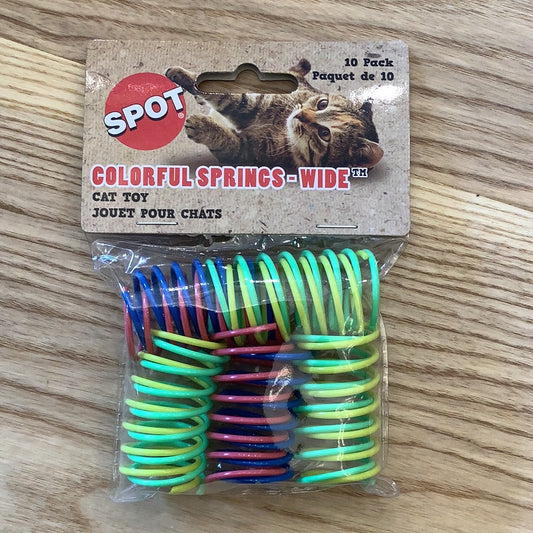 10 Pack
Paquet de 10
SPOT®
COLORFUL SPRINGS - WIDE™
CAT TOY
JOUET POUR CHATS